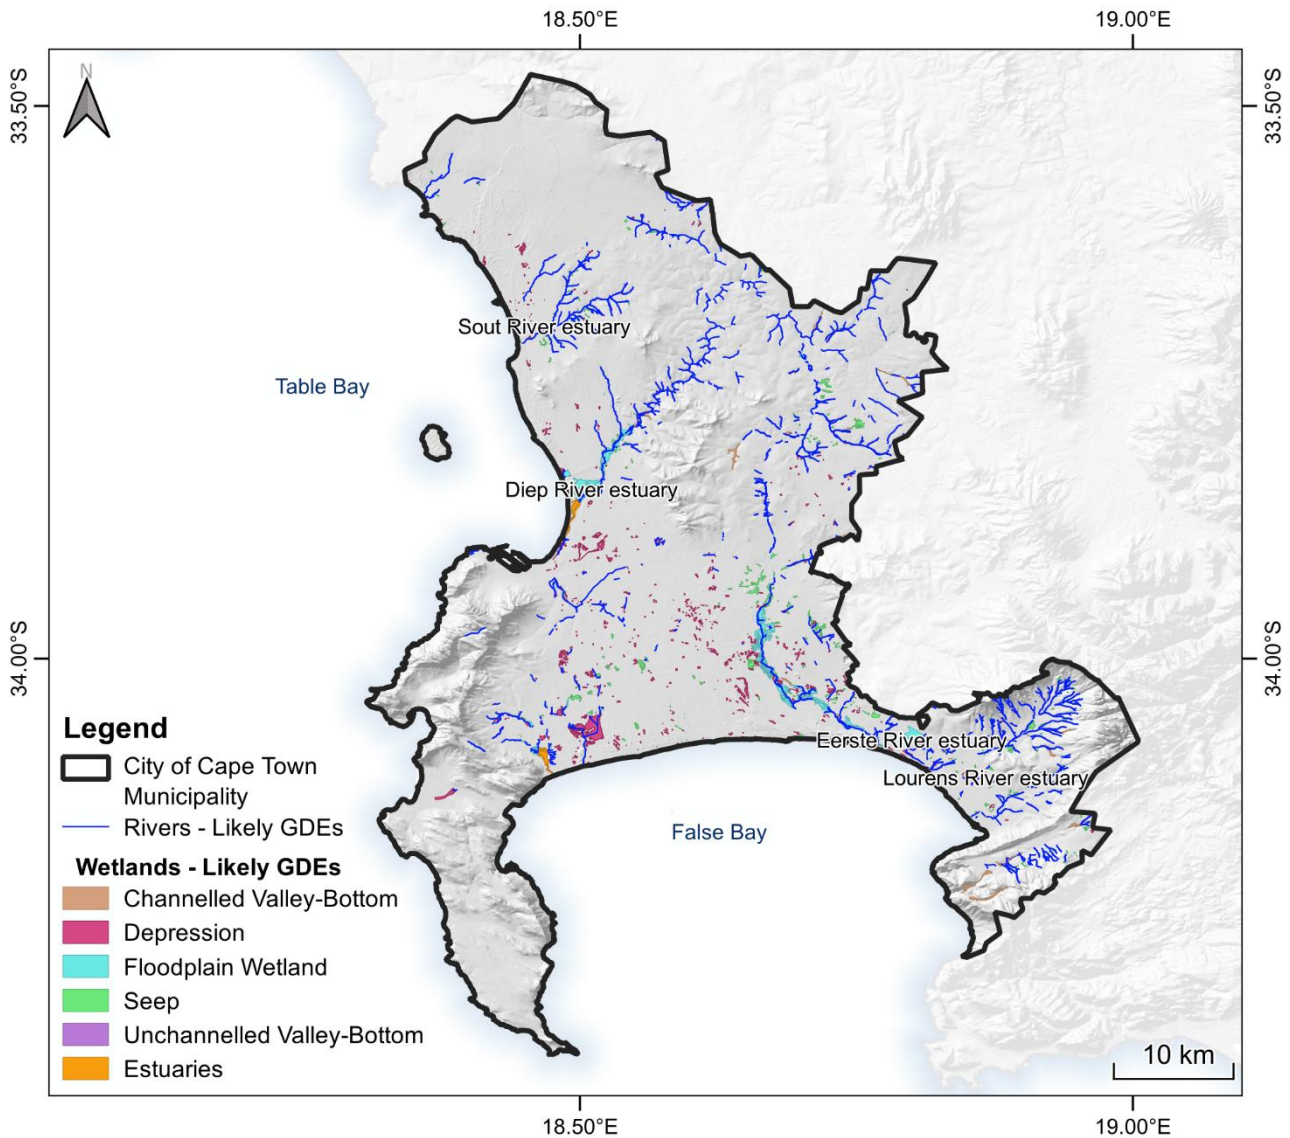 18.50°E
19.00°E
N
33.50°S
33.50°S
Sout River estuary
Table Bay
Diep River estuary
34.00°S
34.00°S
Legend
City of Cape Town
Municipality
Rivers - Likely GDEs
Wetlands - Likely GDEs
Channelled Valley-Bottom
Depression
Floodplain Wetland
Seep
Unchannelled Valley-Bottom
Estuaries
Eerste River estuary
Lourens River estuary
False Bay
10 km
18.50°E
19.00°E